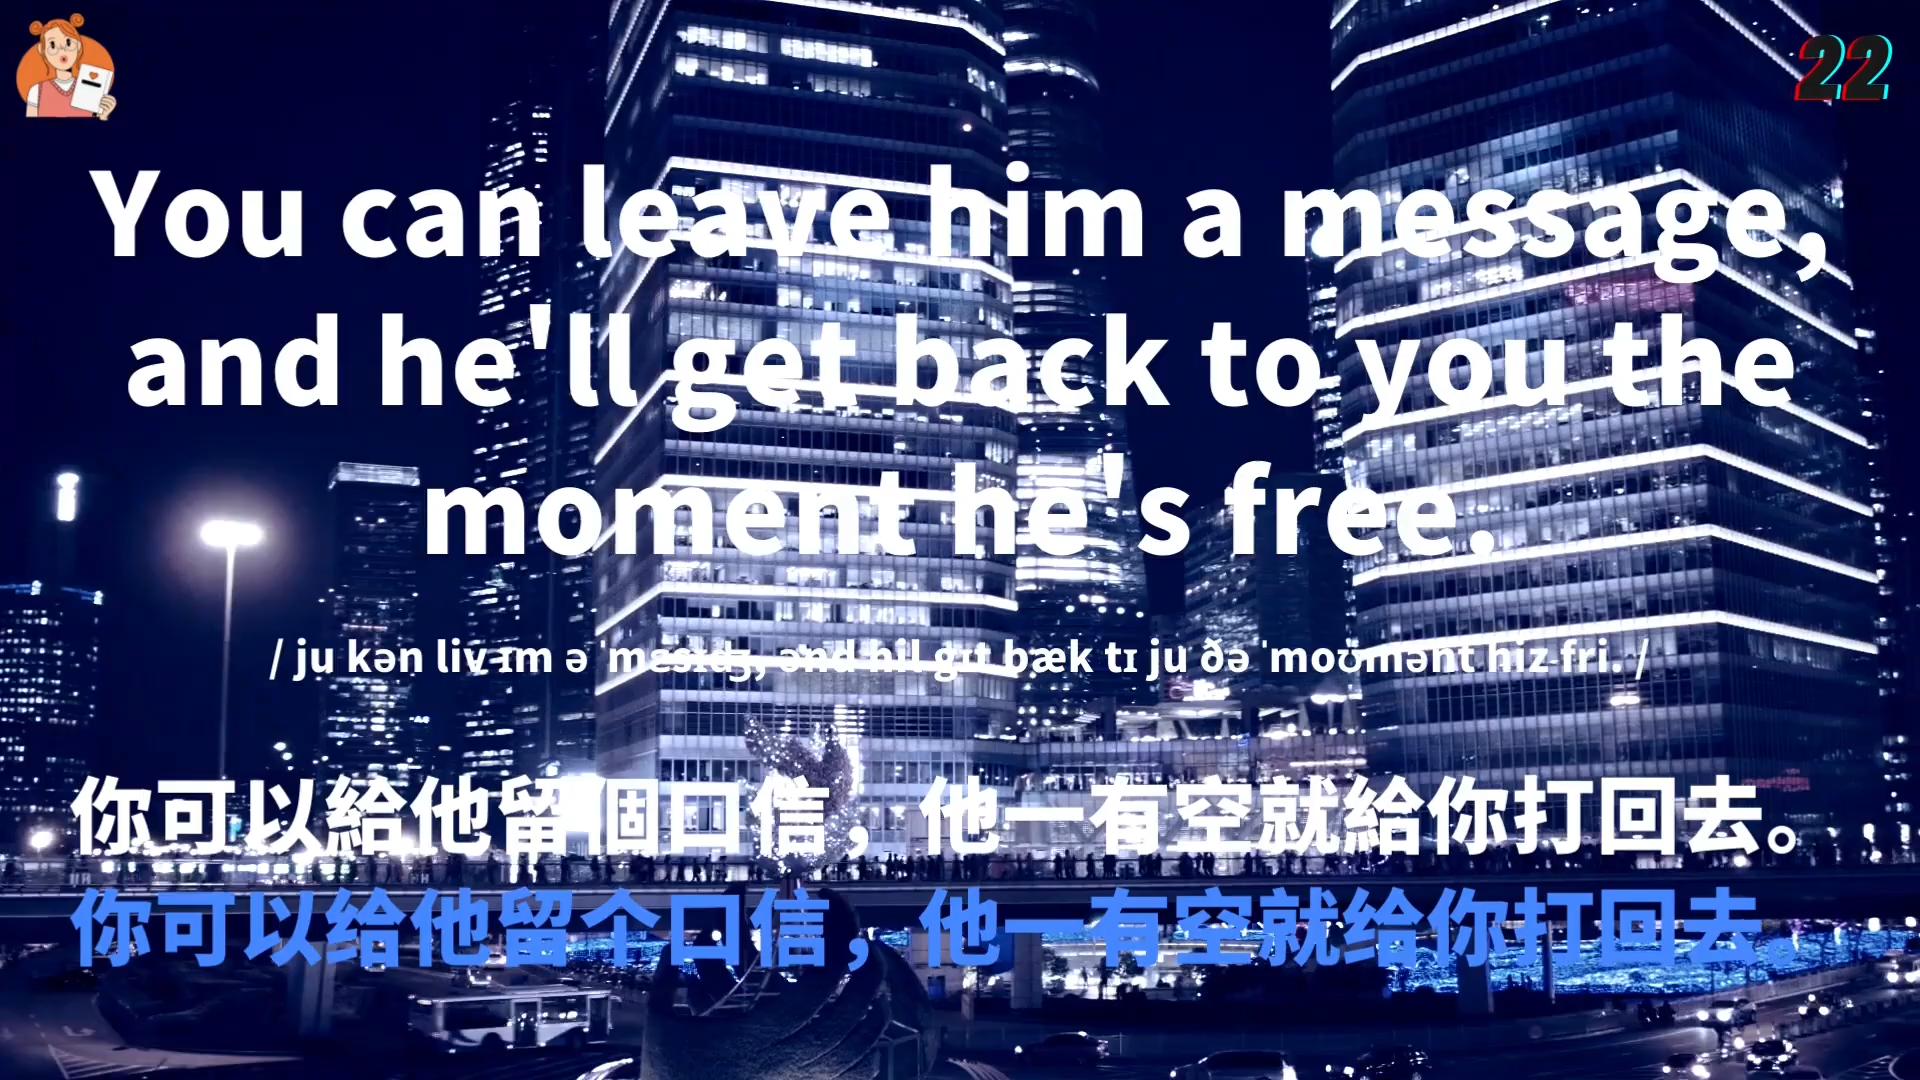 22
You can leave him a message,
and he'll get back to you the
moment he's free.
/ ju kən liv ɪm ə ˈmɛsɪdʒ, ənd hil gɪt bæk tɪ ju ðə ˈmoʊmənt hiz fri. /
你可以給他留個口信，他一有空就給你打回去。
你可以给他留个口信，他一有空就给你打回去。